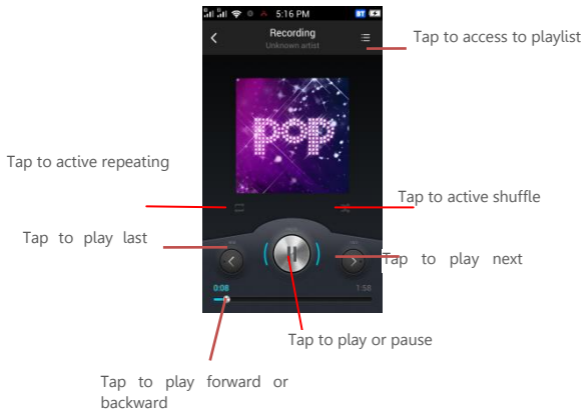 5:16 PM
BT
Recording
Unknown artist
Tap to access to playlist
pop
Tap to active repeating
Tap to active shuffle
Tap to play last
Tap to play next
0:08
1:58
Tap to play or pause
Tap to play forward or
backward